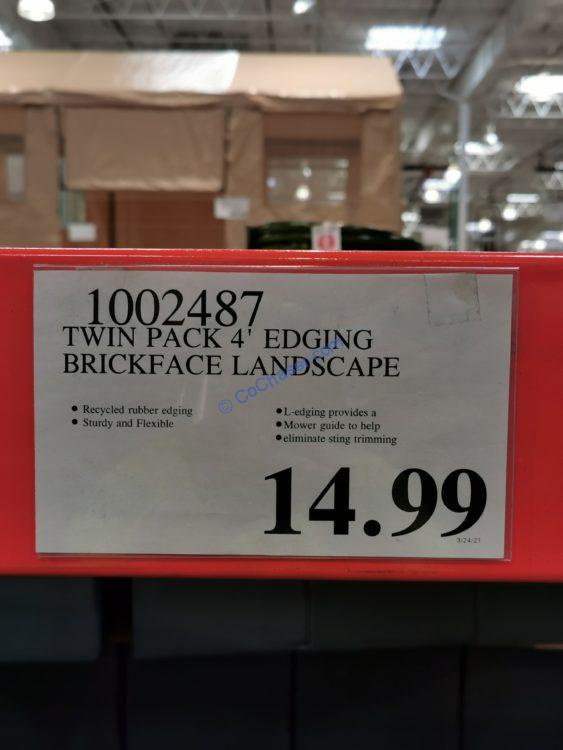 1002487
TWIN PACK 4' EDGING
BRICKFACE LANDSCAPE
© CoChaser.com
• Recycled rubber edging
• Sturdy and Flexible
• L-edging provides a
• Mower guide to help
• eliminate sting trimming
14.99
3/24/21